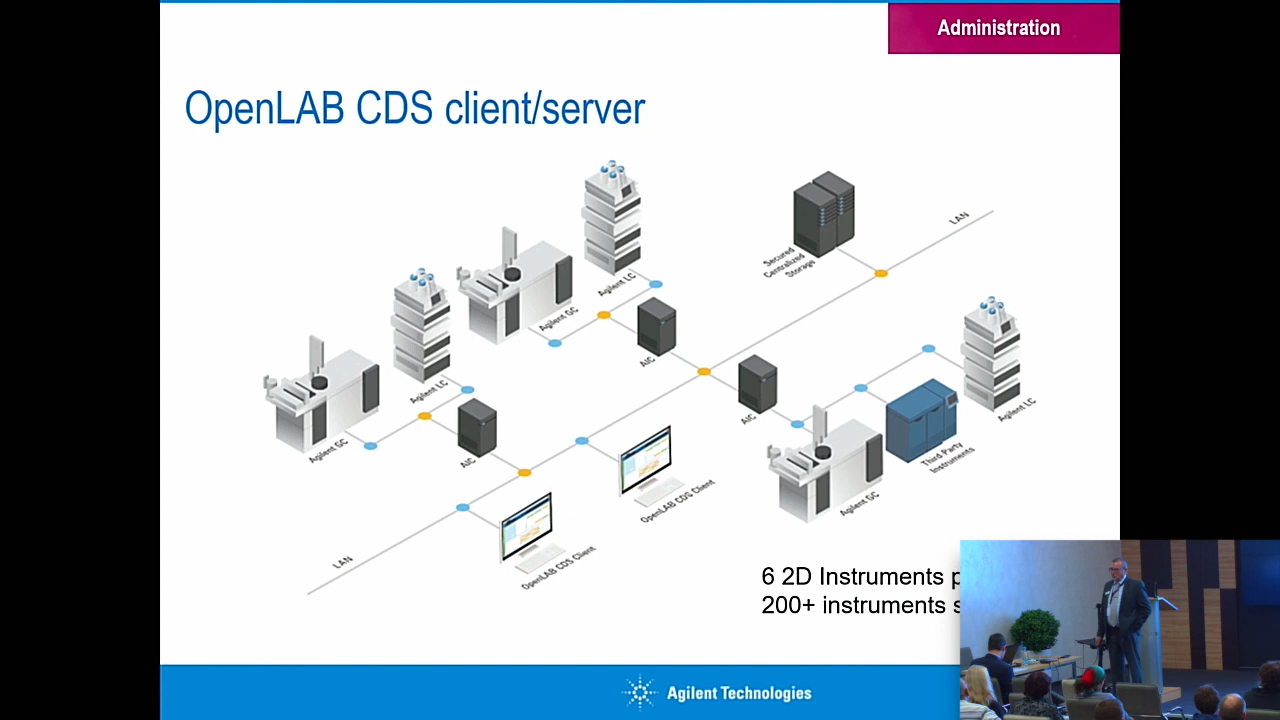 Administration
OpenLAB CDS client/server
LAN
Secured
Centralized
Storage
Agilent LC
Agilent GC
AIC
Agilent LC
AIC
Agilent GC
AIC
Agilent LC
Third-Party
Instruments
Agilent GC
OpenLAB CDS Client
LAN
OpenLAB CDS Client
6 2D Instruments
200+ instruments
Agilent Technologies